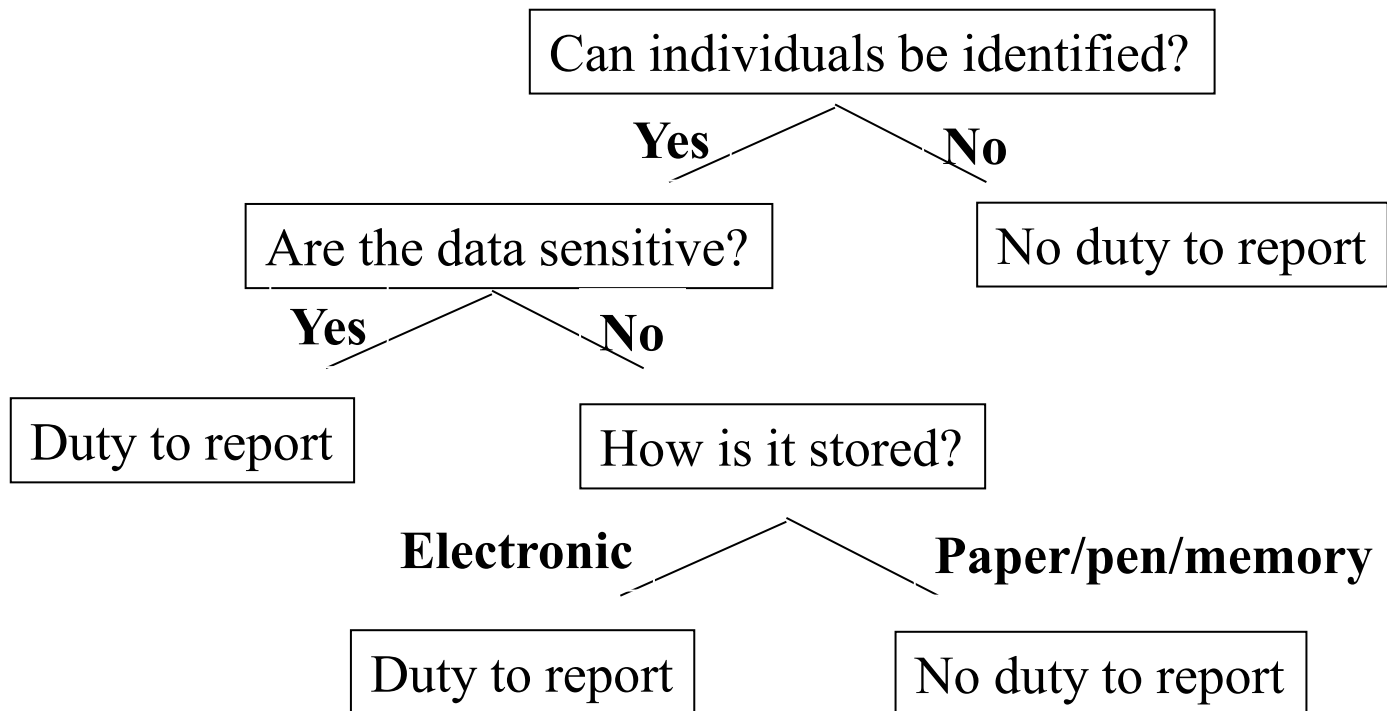 Can individuals be identified?
Yes
No
Are the data sensitive?
No duty to report
Yes
No
Duty to report
How is it stored?
Electronic
Paper/pen/memory
Duty to report
No duty to report